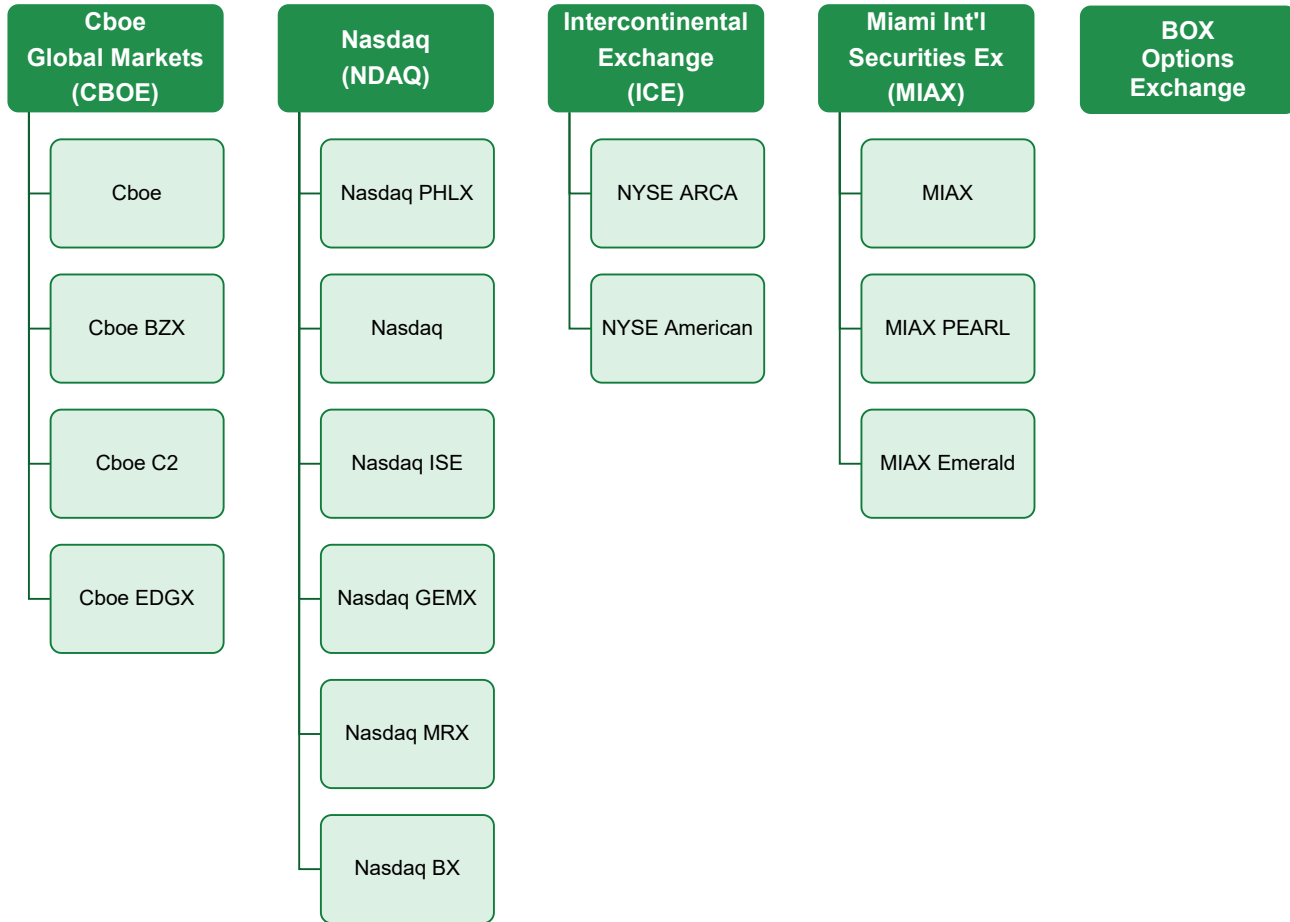 Cboe
Global Markets
(CBOE)
Cboe
Cboe BZX
Cboe C2
Cboe EDGX
Nasdaq
(NDAQ)
Nasdaq PHLX
Nasdaq
Nasdaq ISE
Nasdaq GEMX
Nasdaq MRX
Nasdaq BX
Intercontinental
Exchange
(ICE)
NYSE ARCA
NYSE American
Miami Int'l
Securities Ex
(MIAX)
MIAX
MIAX PEARL
MIAX Emerald
BOX
Options
Exchange